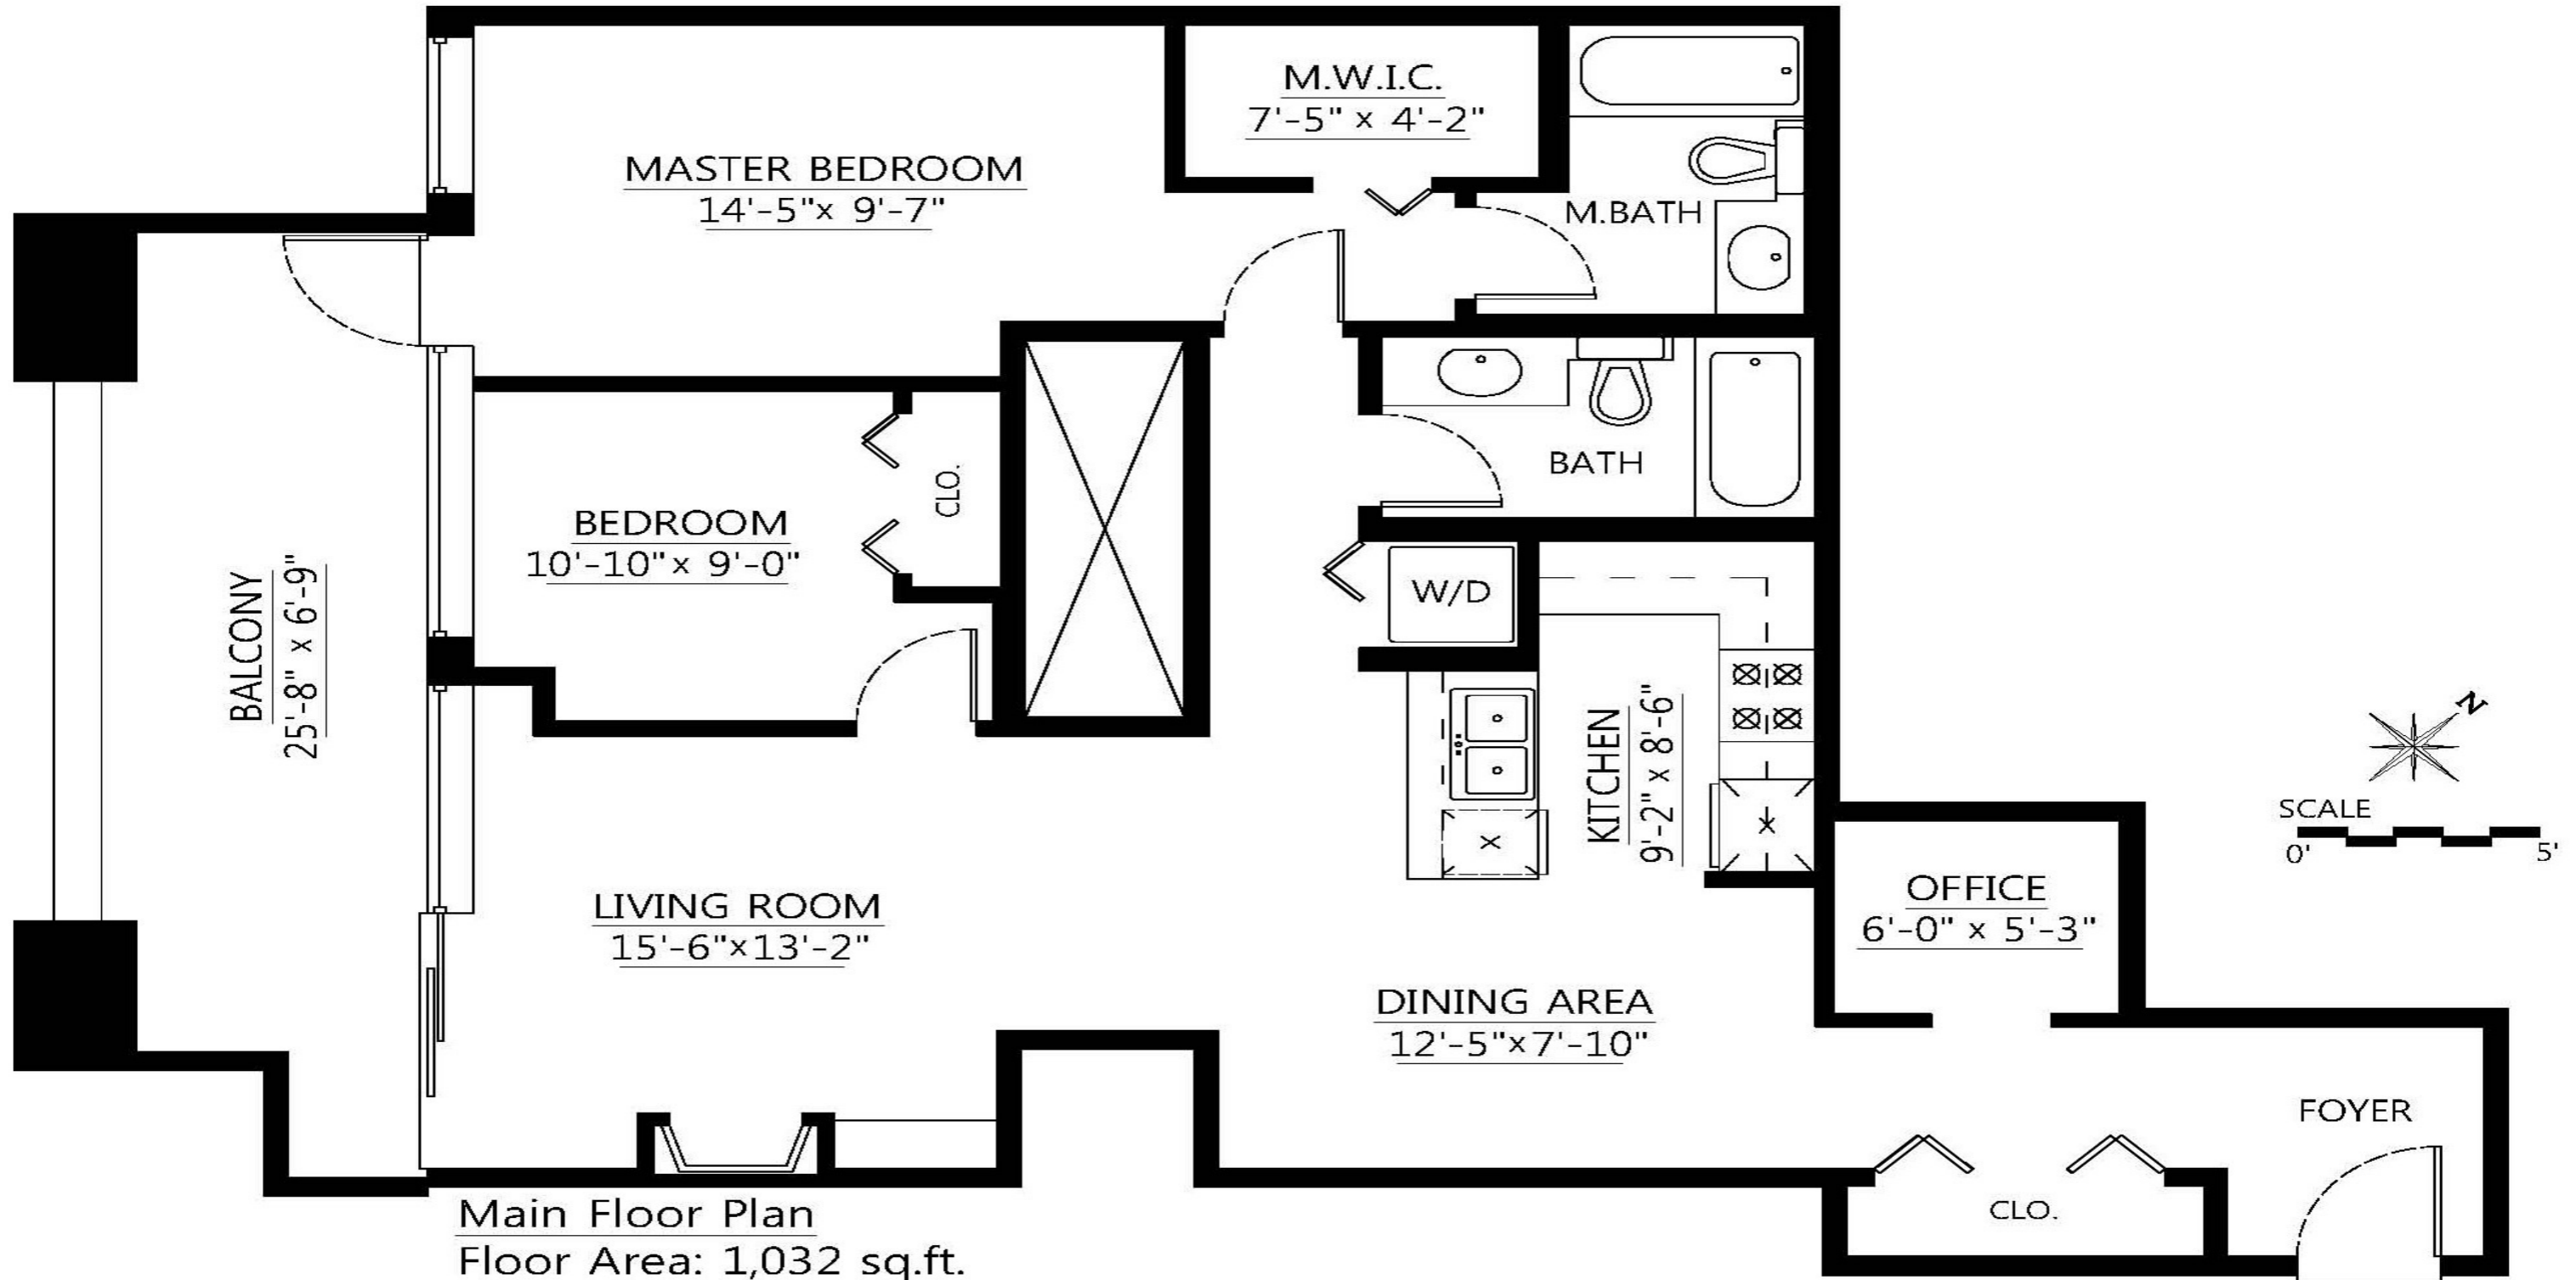 M.W.I.C.
7'-5" x 4'-2"
MASTER BEDROOM
14'-5"x 9'-7"
M.BATH
BEDROOM
10'-10"x 9'-0"
CLO.
BATH
W/D
BALCONY
25'-8" x 6'-9"
KITCHEN
9'-2" x 8'-6"
X
X
N
SCALE
0' 5'
LIVING ROOM
15'-6"x13'-2"
OFFICE
6'-0" x 5'-3"
DINING AREA
12'-5"x7'-10"
FOYER
CLO.
Main Floor Plan
Floor Area: 1,032 sq.ft.